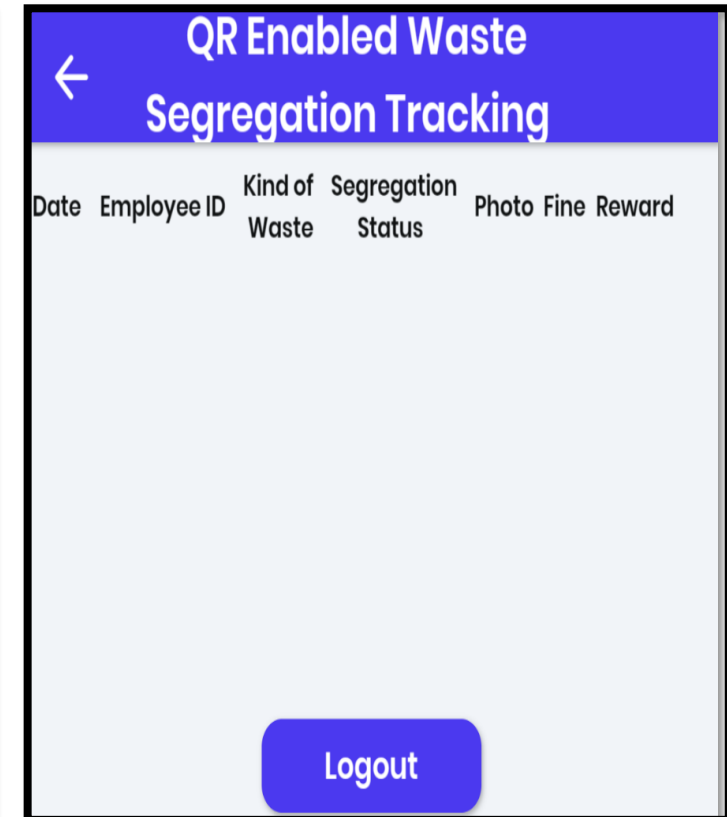 QR Enabled Waste
Segregation Tracking
Date Employee ID Kind of Waste Segregation Status Photo Fine Reward
Logout